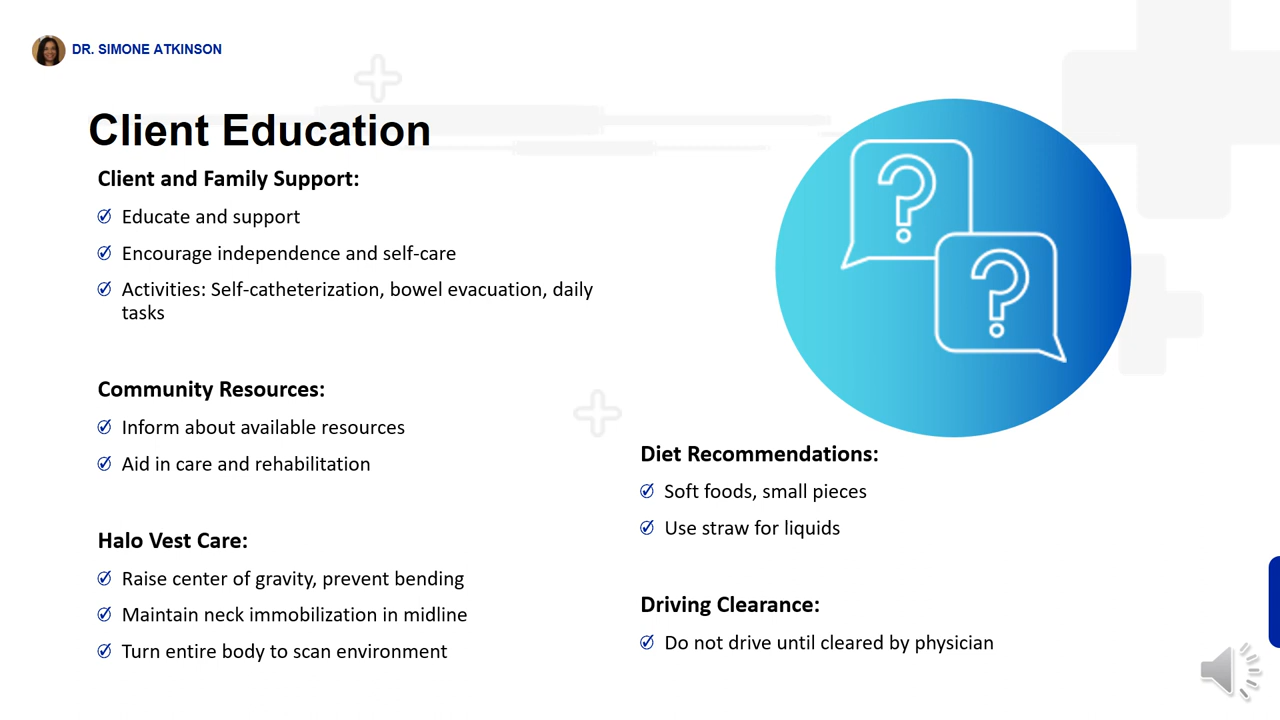 DR. SIMONE ATKINSON
Client Education
Client and Family Support:
Educate and support
Encourage independence and self-care
Activities: Self-catheterization, bowel evacuation, daily
tasks
Community Resources:
Inform about available resources
Aid in care and rehabilitation
Halo Vest Care:
Raise center of gravity, prevent bending
Maintain neck immobilization in midline
Turn entire body to scan environment
Diet Recommendations:
Soft foods, small pieces
Use straw for liquids
Driving Clearance:
Do not drive until cleared by physician